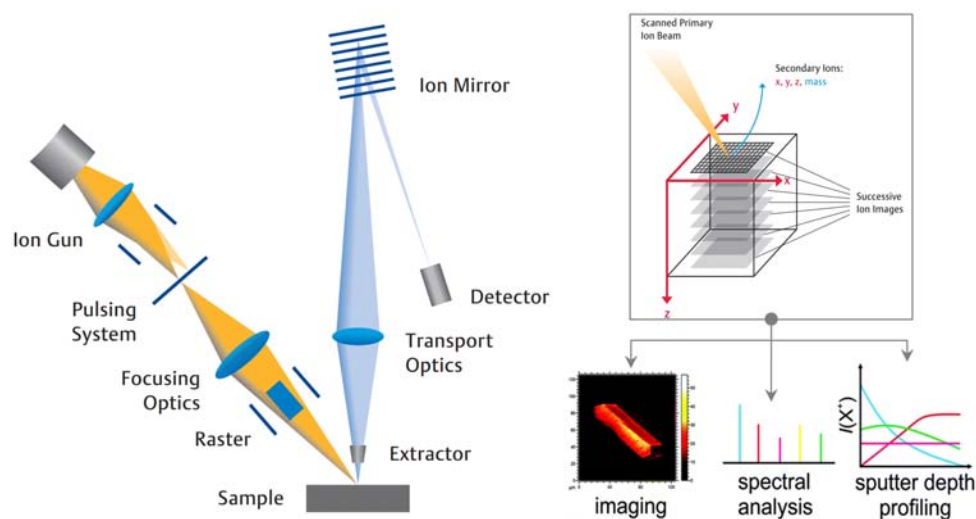 Ion Mirror
Ion Gun
Pulsing
System
Focusing
Optics
Raster
Sample
Detector
Transport
Optics
Extractor
Scanned Primary
Ion Beam
Secondary Ions:
x, y, z, mass
y
x
z
Successive
Ion Images
imaging
spectral
analysis
I(X⁺)
sputter depth
profiling